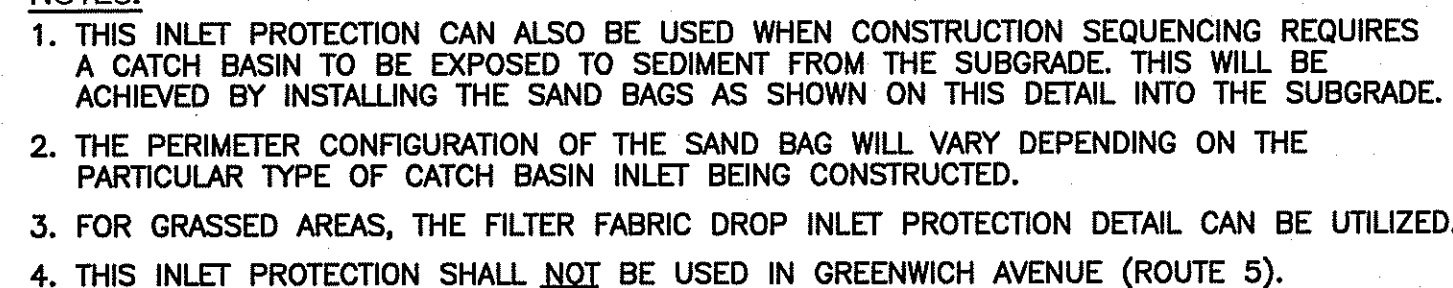 NOTES:
1. THIS INLET PROTECTION CAN ALSO BE USED WHEN CONSTRUCTION SEQUENCING REQUIRES
A CATCH BASIN TO BE EXPOSED TO SEDIMENT FROM THE SUBGRADE. THIS WILL BE
ACHIEVED BY INSTALLING THE SAND BAGS AS SHOWN ON THIS DETAIL INTO THE SUBGRADE.
2. THE PERIMETER CONFIGURATION OF THE SAND BAG WILL VARY DEPENDING ON THE
PARTICULAR TYPE OF CATCH BASIN INLET BEING CONSTRUCTED.
3. FOR GRASSED AREAS, THE FILTER FABRIC DROP INLET PROTECTION DETAIL CAN BE UTILIZED.
4. THIS INLET PROTECTION SHALL NOT BE USED IN GREENWICH AVENUE (ROUTE 5).